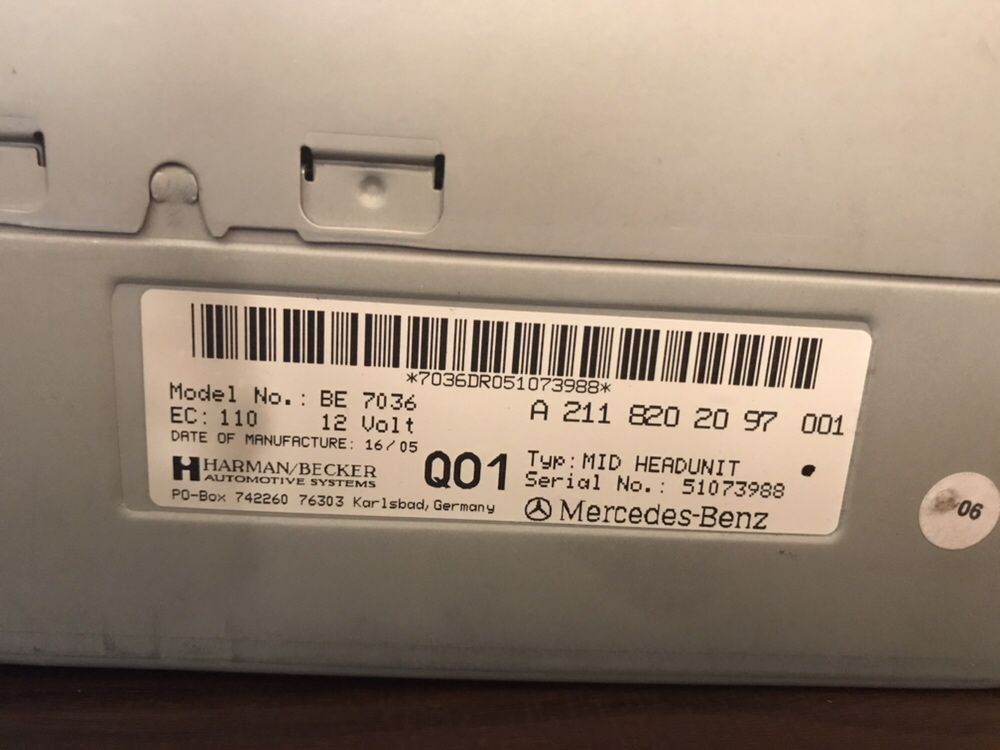 *7036DR051073988*
Model No.: BE 7036
A 211 820 20 97 001
EC: 110 12 Volt
DATE OF MANUFACTURE: 16/05
HARMAN/BECKER
AUTOMOTIVE SYSTEMS
PO-Box 742260 76303 Karlsbad, Germany
Q01
Typ: MID HEADUNIT
Serial No.: 51073988
Mercedes-Benz
06